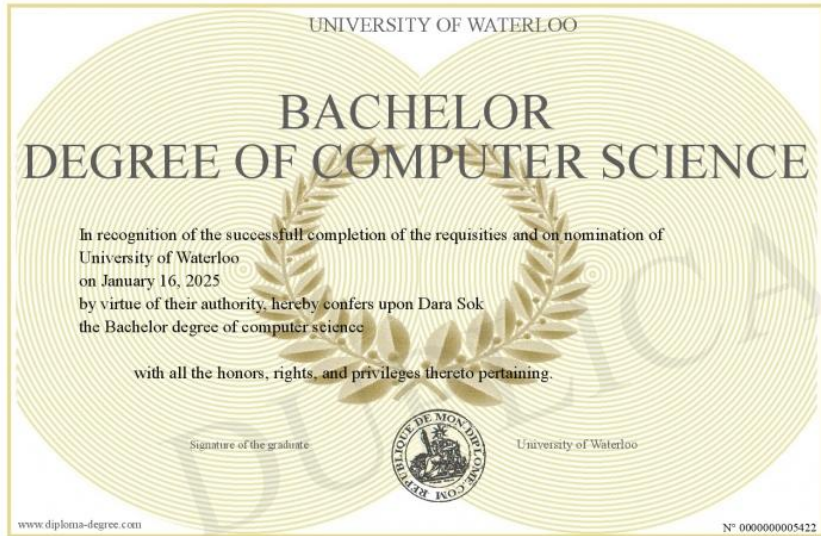 UNIVERSITY OF WATERLOO
BACHELOR
DEGREE OF COMPUTER SCIENCE
In recognition of the successfull completion of the requisities and on nomination of
University of Waterloo
on January 16, 2025
by virtue of their authority, hereby confers upon Dara Sok
the Bachelor degree of computer science
with all the honors, rights, and privileges thereto pertaining.
Signature of the graduate
REPUBLIQUE DE MON-DIPLOME.COM
University of Waterloo
www.diploma-degree.com
N° 0000000005422
DUPLICA